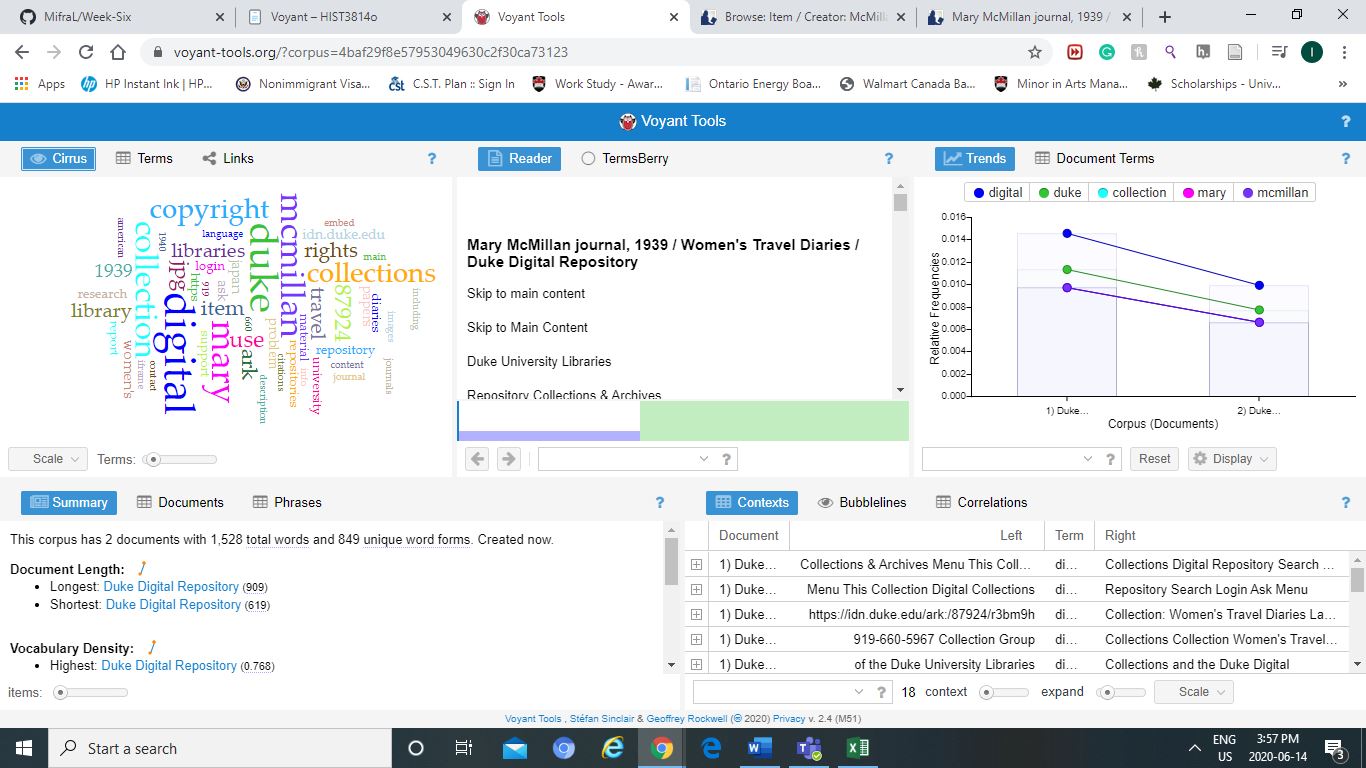 MifraL/Week-Six
Voyant – HIST3814o
Voyant Tools
Browse: Item / Creator: McMill
Mary McMillan journal, 1939 /
voyant-tools.org/?corpus=4baf29f8e57953049630c2f30ca73123
Apps
HP Instant Ink | HP...
Nonimmigrant Visa...
C.S.T. Plan :: Sign In
Work Study - Awar...
Ontario Energy Boa...
Walmart Canada Ba...
Minor in Arts Mana...
Scholarships - Univ...
»
Voyant Tools ?
Cirrus Terms Links ?
Reader TermsBerry ?
Trends Document Terms ?
copyright
mcmillan
embed
american
language
duke
idn.duke.edu
collection
1940
libraries
rights
main
1939
jpg
login
japan
collections
including
research
https
919
ask
travel
87924
papers
diaries
images
library
digital
item
mary
660
problem
material
report
support
use
repositories
repository
women's
iframe
contact
ark
citations
info
university
content
journals
description
journal
Scale Terms:
Mary McMillan journal, 1939 / Women's Travel Diaries /
Duke Digital Repository
Skip to main content
Skip to Main Content
Duke University Libraries
Repository Collections & Archives
?
digital duke collection mary mcmillan
Relative Frequencies
0.016
0.014
0.012
0.010
0.008
0.006
0.004
0.002
0.000
1) Duke... 2) Duke...
Corpus (Documents)
? Reset Display
Summary Documents Phrases ?
This corpus has 2 documents with 1,528 total words and 849 unique word forms. Created now.
Document Length:
Longest: Duke Digital Repository (909)
Shortest: Duke Digital Repository (619)
Vocabulary Density:
Highest: Duke Digital Repository (0.768)
items:
Contexts Bubblelines Correlations ?
Document Left Term Right
1) Duke... Collections & Archives Menu This Coll... di... Collections Digital Repository Search ...
1) Duke... Menu This Collection Digital Collections di... Repository Search Login Ask Menu
1) Duke... https://idn.duke.edu/ark:/87924/r3bm9h di... Collection: Women's Travel Diaries La...
1) Duke... 919-660-5967 Collection Group di... Collections Collection Women's Travel...
1) Duke... of the Duke University Libraries di... Collections and the Duke Digital
? 18 context expand Scale
Voyant Tools , Stéfan Sinclair & Geoffrey Rockwell (© 2020) Privacy v. 2.4 (M51)
Start a search
ENG
US
3:57 PM
2020-06-14
3